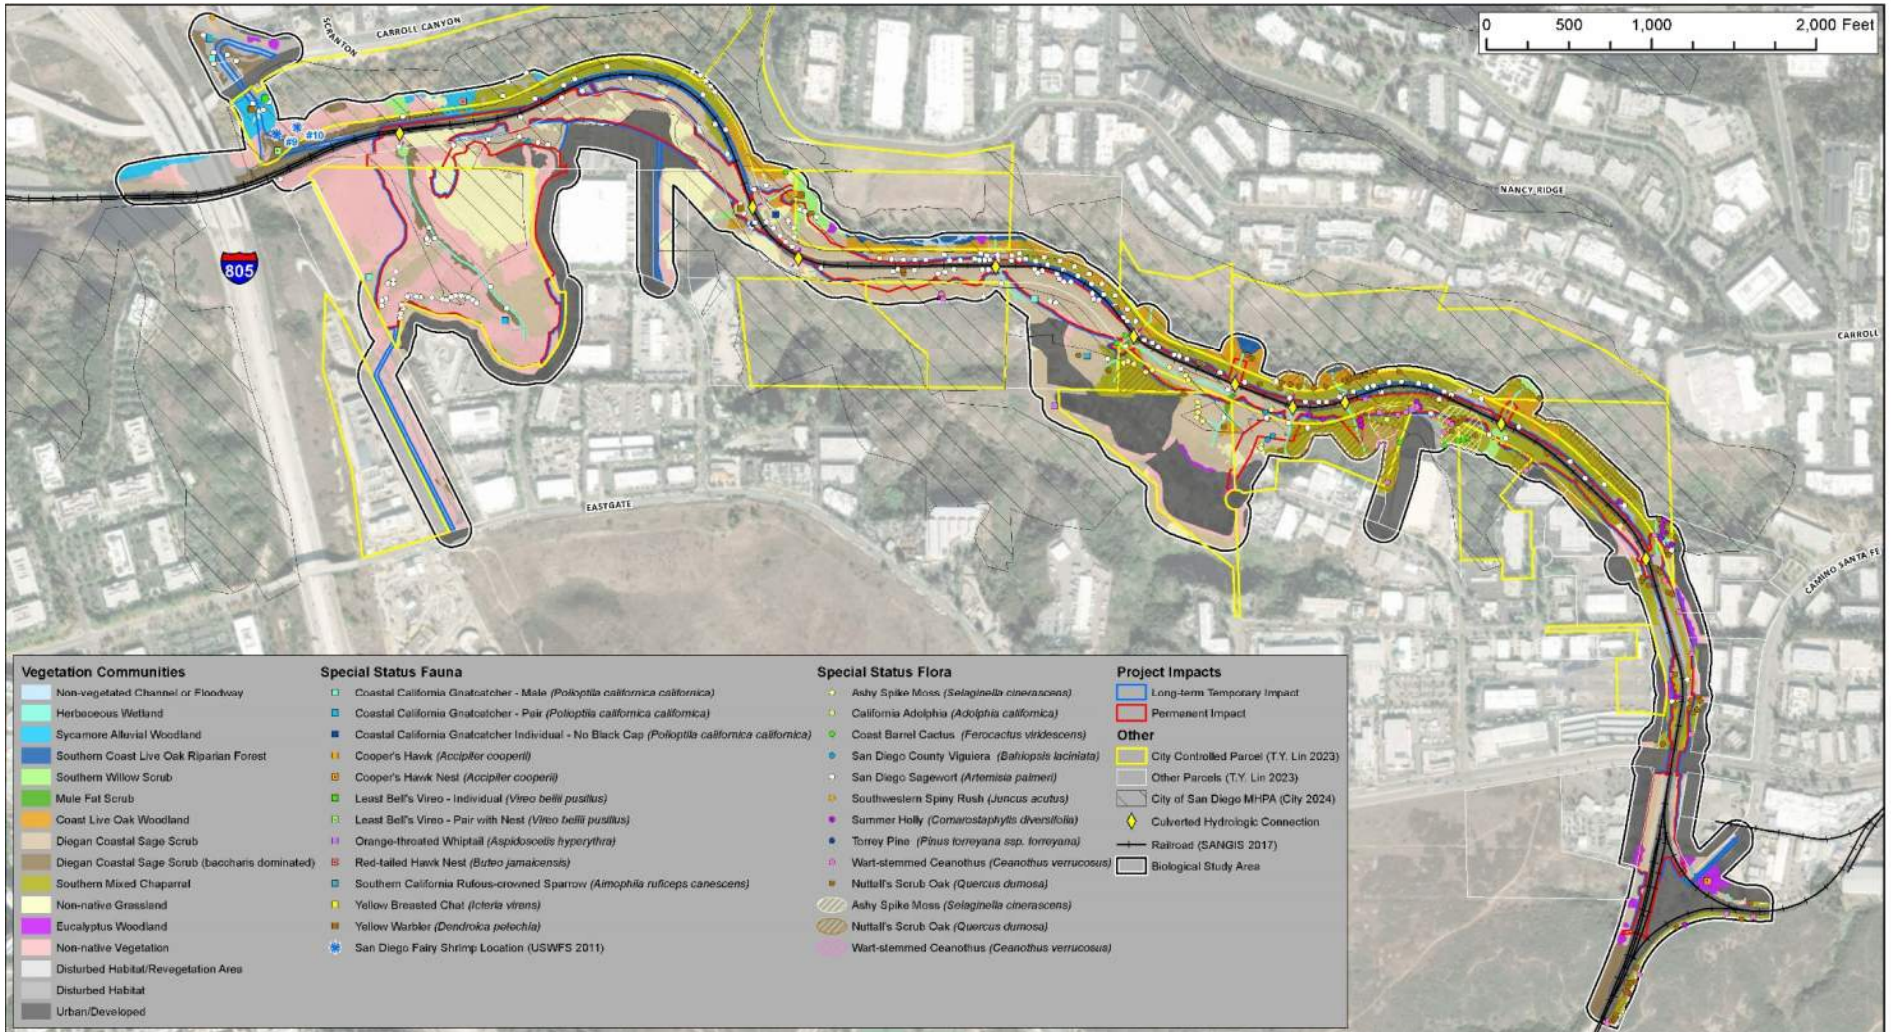 0 500 1,000 2,000 Feet
SCRANTON
CARROLL CANYON
#9
#10
NANCY RIDGE
805
CARROLL
EASTGATE
CAMINO SANTA FE
Vegetation Communities
Non-vegetated Channel or Floodway
Herbaceous Wetland
Sycamore Alluvial Woodland
Southern Coast Live Oak Riparian Forest
Southern Willow Scrub
Mule Fat Scrub
Coast Live Oak Woodland
Diegan Coastal Sage Scrub
Diegan Coastal Sage Scrub (baccharis dominated)
Southern Mixed Chaparral
Non-native Grassland
Eucalyptus Woodland
Non-native Vegetation
Disturbed Habitat/Revegetation Area
Disturbed Habitat
Urban/Developed
Special Status Fauna
Coastal California Gnatcatcher - Male (Polioptila californica californica)
Coastal California Gnatcatcher - Pair (Polioptila californica californica)
Coastal California Gnatcatcher Individual - No Black Cap (Polioptila californica californica)
Cooper's Hawk (Accipiter cooperii)
Cooper's Hawk Nest (Accipiter cooperii)
Least Bell's Vireo - Individual (Vireo bellii pusillus)
Least Bell's Vireo - Pair with Nest (Vireo bellii pusillus)
Orange-throated Whiptail (Aspidoscelis hyperythra)
Red-tailed Hawk Nest (Buteo jamaicensis)
Southern California Rufous-crowned Sparrow (Aimophila ruficeps canescens)
Yellow Breasted Chat (Icteria virens)
Yellow Warbler (Dendroica petechia)
San Diego Fairy Shrimp Location (USWFS 2011)
Special Status Flora
Ashy Spike Moss (Selaginella cinerascens)
California Adolphia (Adolphia californica)
Coast Barrel Cactus (Ferocactus viridescens)
San Diego County Viguiera (Bahiopsis laciniata)
San Diego Sagewort (Artemisia palmeri)
Southwestern Spiny Rush (Juncus acutus)
Summer Holly (Comarostaphylis diversifolia)
Torrey Pine (Pinus torreyana ssp. torreyana)
Wart-stemmed Ceanothus (Ceanothus verrucosus)
Nuttall's Scrub Oak (Quercus dumosa)
Ashy Spike Moss (Selaginella cinerascens)
Nuttall's Scrub Oak (Quercus dumosa)
Wart-stemmed Ceanothus (Ceanothus verrucosus)
Project Impacts
Long-term Temporary Impact
Permanent Impact
Other
City Controlled Parcel (T.Y. Lin 2023)
Other Parcels (T.Y. Lin 2023)
City of San Diego MHPA (City 2024)
Culverted Hydrologic Connection
Railroad (SANGIS 2017)
Biological Study Area